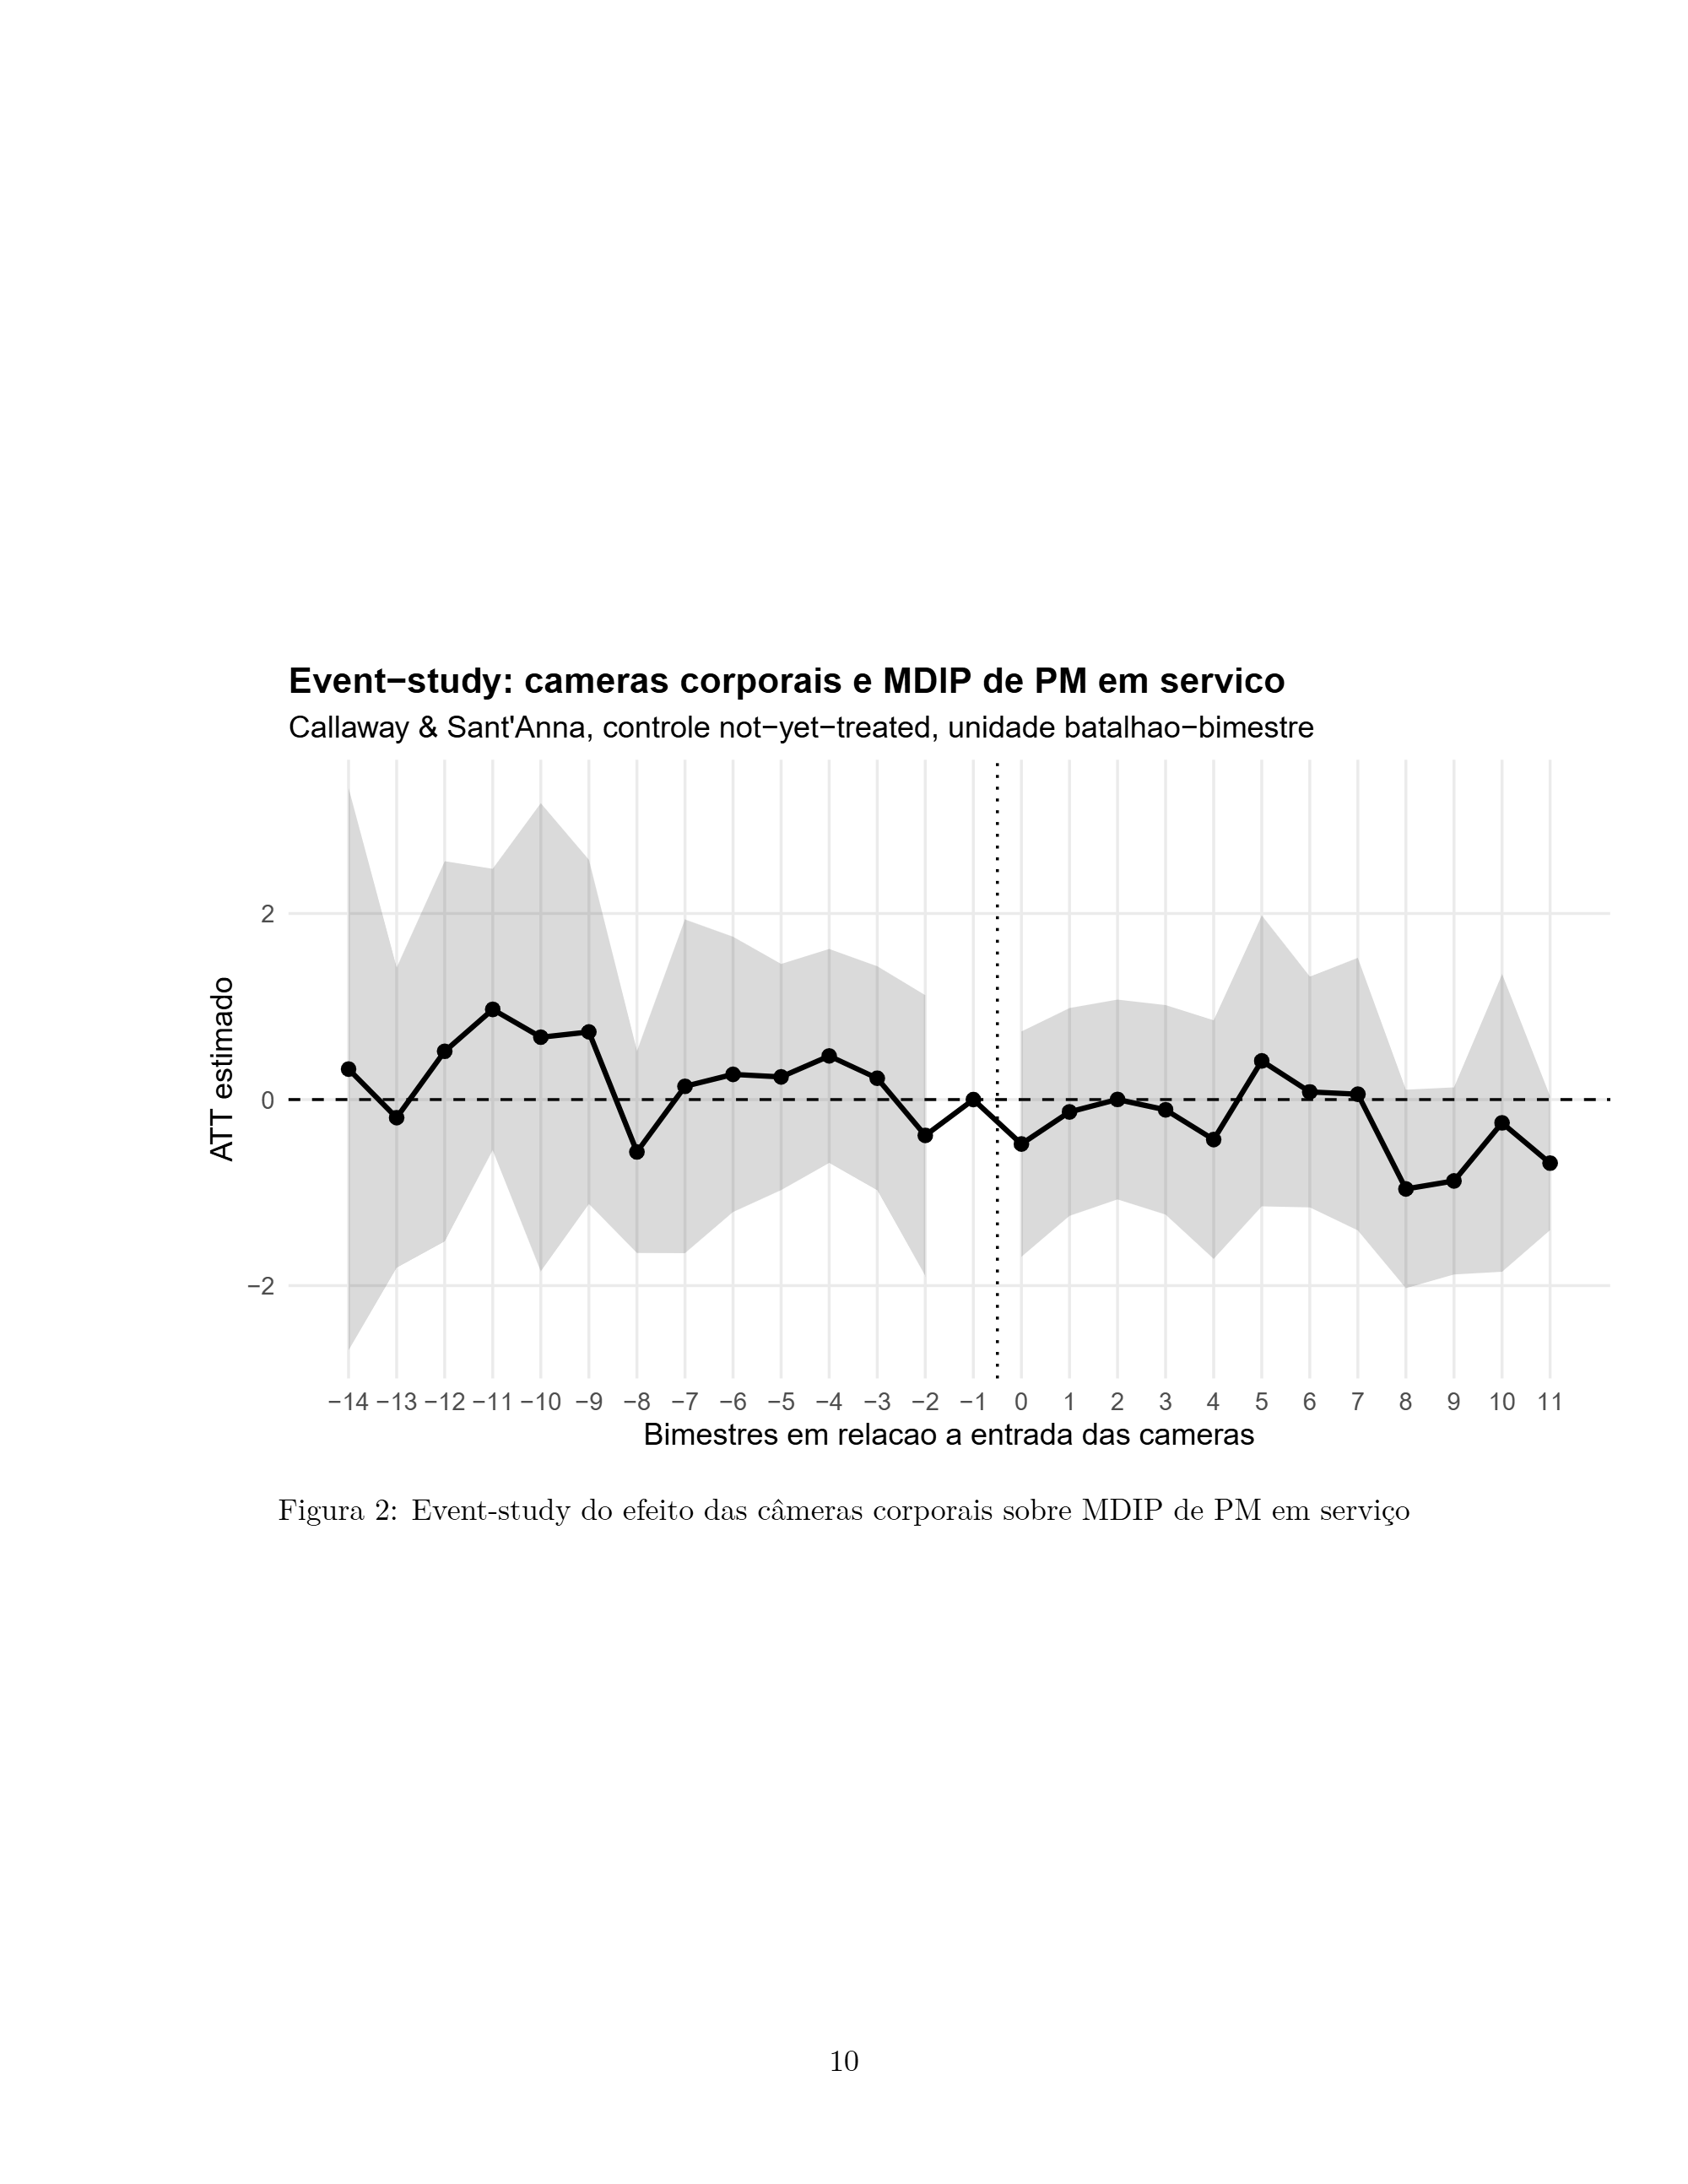 Event−study: cameras corporais e MDIP de PM em servico
Callaway & Sant'Anna, controle not−yet−treated, unidade batalhao−bimestre
ATT estimado
2
0
−2
−14 −13 −12 −11 −10 −9 −8 −7 −6 −5 −4 −3 −2 −1 0 1 2 3 4 5 6 7 8 9 10 11
Bimestres em relacao a entrada das cameras
Figura 2: Event-study do efeito das câmeras corporais sobre MDIP de PM em serviço
10